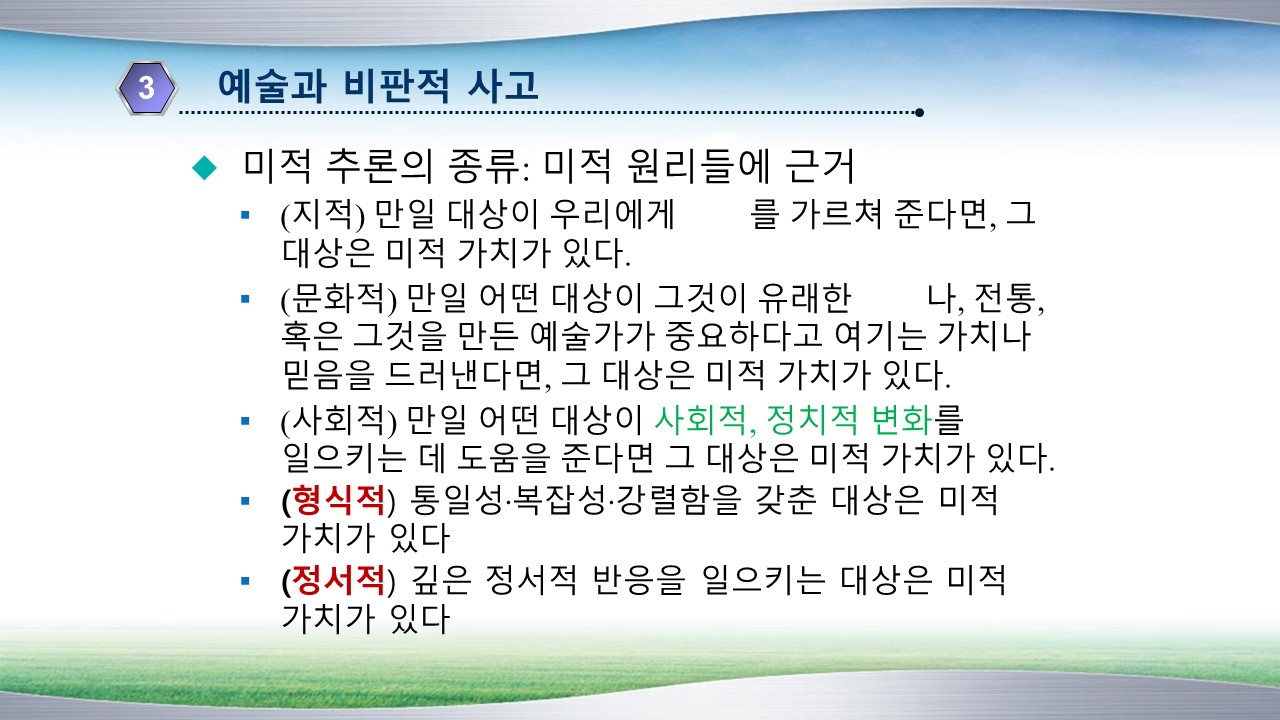 3
예술과 비판적 사고
미적 추론의 종류: 미적 원리들에 근거
(지적) 만일 대상이 우리에게 를 가르쳐 준다면, 그
대상은 미적 가치가 있다.
(문화적) 만일 어떤 대상이 그것이 유래한 나, 전통,
혹은 그것을 만든 예술가가 중요하다고 여기는 가치나
믿음을 드러낸다면, 그 대상은 미적 가치가 있다.
(사회적) 만일 어떤 대상이 사회적, 정치적 변화를
일으키는 데 도움을 준다면 그 대상은 미적 가치가 있다.
(형식적) 통일성·복잡성·강렬함을 갖춘 대상은 미적
가치가 있다
(정서적) 깊은 정서적 반응을 일으키는 대상은 미적
가치가 있다